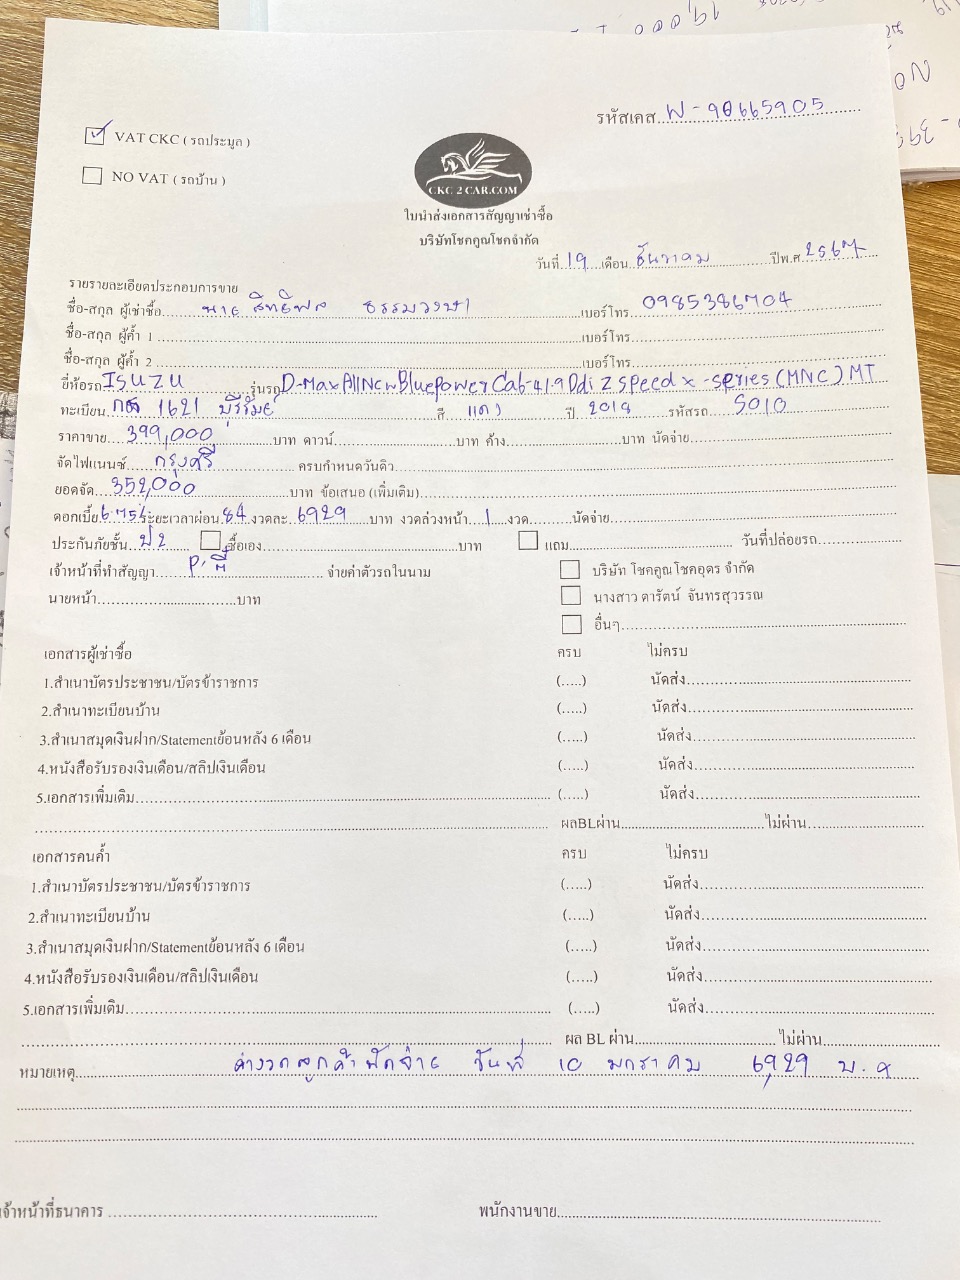 รหัสเคส W-90665905
☑ VAT CKC ( รถประมูล )
☐ NO VAT ( รถบ้าน )
CKC 2 CAR.COM
ใบนำส่งเอกสารสัญญาเช่าซื้อ
บริษัทโชคคูณโชคจำกัด
วันที่ 19 เดือน ธันวาคม ปีพ.ศ. 2567
รายรายละเอียดประกอบการขาย
ชื่อ-สกุล ผู้เช่าซื้อ นาย สิทธิพล ธรรมวงษา เบอร์โทร 0985386704
ชื่อ-สกุล ผู้ค้ำ 1 เบอร์โทร
ชื่อ-สกุล ผู้ค้ำ 2 เบอร์โทร
ยี่ห้อรถ ISUZU รุ่นรถ D-Max All New Bluepower Cab-4 1.9 Ddi Z speed x-series (MNC) MT
ทะเบียน 1621 บุรีรัมย์ สี แดง ปี 2018 รหัสรถ 5010
ราคาขาย 399,000 บาท ดาวน์ บาท ค้าง บาท นัดจ่าย
จัดไฟแนนซ์ กรุงศรี ครบกำหนดวันดิว
ยอดจัด 352,000 บาท ข้อเสนอ (เพิ่มเติม)
ดอกเบี้ย ระยะเวลาผ่อน 84 งวดละ 6929 บาท งวดล่วงหน้า 1 งวด นัดจ่าย
ประกันภัยชั้น ป2 ☐ ซื้อเอง บาท ☐ แถม วันที่ปล่อยรถ
เจ้าหน้าที่ทำสัญญา P' ตี๋ จ่ายค่าตัวรถในนาม ☐ บริษัท โชคคูณโชคอุดร จำกัด
นายหน้า บาท ☐ นางสาว ดารัตน์ จันทรสุวรรณ
☐ อื่นๆ
เอกสารผู้เช่าซื้อ ครบ ไม่ครบ
1.สำเนาบัตรประชาชน/บัตรข้าราชการ (.....) นัดส่ง
2.สำเนาทะเบียนบ้าน (.....) นัดส่ง
3.สำเนาสมุดเงินฝาก/Statementย้อนหลัง 6 เดือน (.....) นัดส่ง
4.หนังสือรับรองเงินเดือน/สลิปเงินเดือน (.....) นัดส่ง
5.เอกสารเพิ่มเติม (.....) นัดส่ง
ผลBLผ่าน ไม่ผ่าน
เอกสารคนค้ำ ครบ ไม่ครบ
1.สำเนาบัตรประชาชน/บัตรข้าราชการ (.....) นัดส่ง
2.สำเนาทะเบียนบ้าน (.....) นัดส่ง
3.สำเนาสมุดเงินฝาก/Statementย้อนหลัง 6 เดือน (.....) นัดส่ง
4.หนังสือรับรองเงินเดือน/สลิปเงินเดือน (.....) นัดส่ง
5.เอกสารเพิ่มเติม (.....) นัดส่ง
ผล BL ผ่าน ไม่ผ่าน
หมายเหตุ ค่างวดลูกค้านัดจ่าย วันที่ 10 มกราคม 6,929 บ.
เจ้าหน้าที่ธนาคาร พนักงานขาย